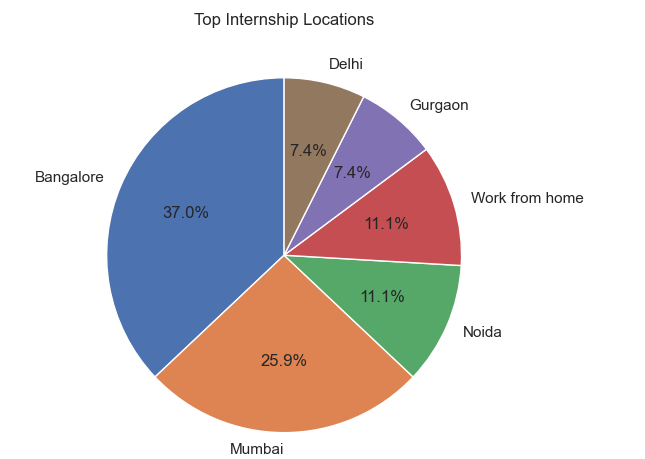 Top Internship Locations
Delhi
Gurgaon
7.4%
7.4%
Bangalore
Work from home
37.0%
11.1%
11.1%
Noida
25.9%
Mumbai